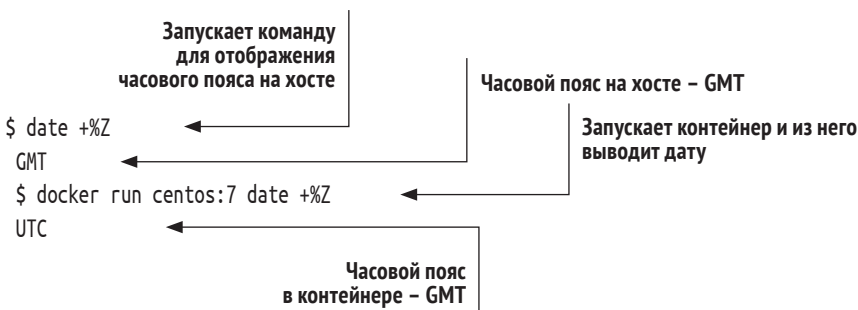 Запускает команду
для отображения
часового пояса на хосте
Часовой пояс на хосте – GMT
$ date +%Z
Запускает контейнер и из него
выводит дату
GMT
$ docker run centos:7 date +%Z
UTC
Часовой пояс
в контейнере – GMT